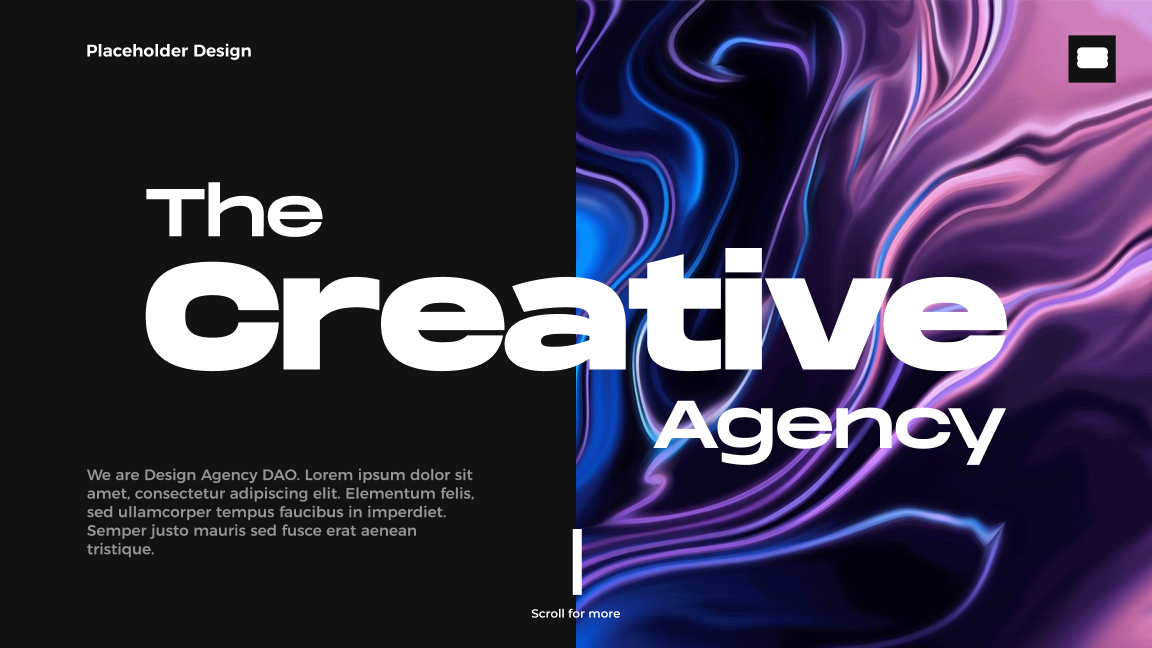 Placeholder Design
The
Creative
Agency
We are Design Agency DAO. Lorem ipsum dolor sit
amet, consectetur adipiscing elit. Elementum felis,
sed ullamcorper tempus faucibus in imperdiet.
Semper justo mauris sed fusce erat aenean
tristique.
Scroll for more